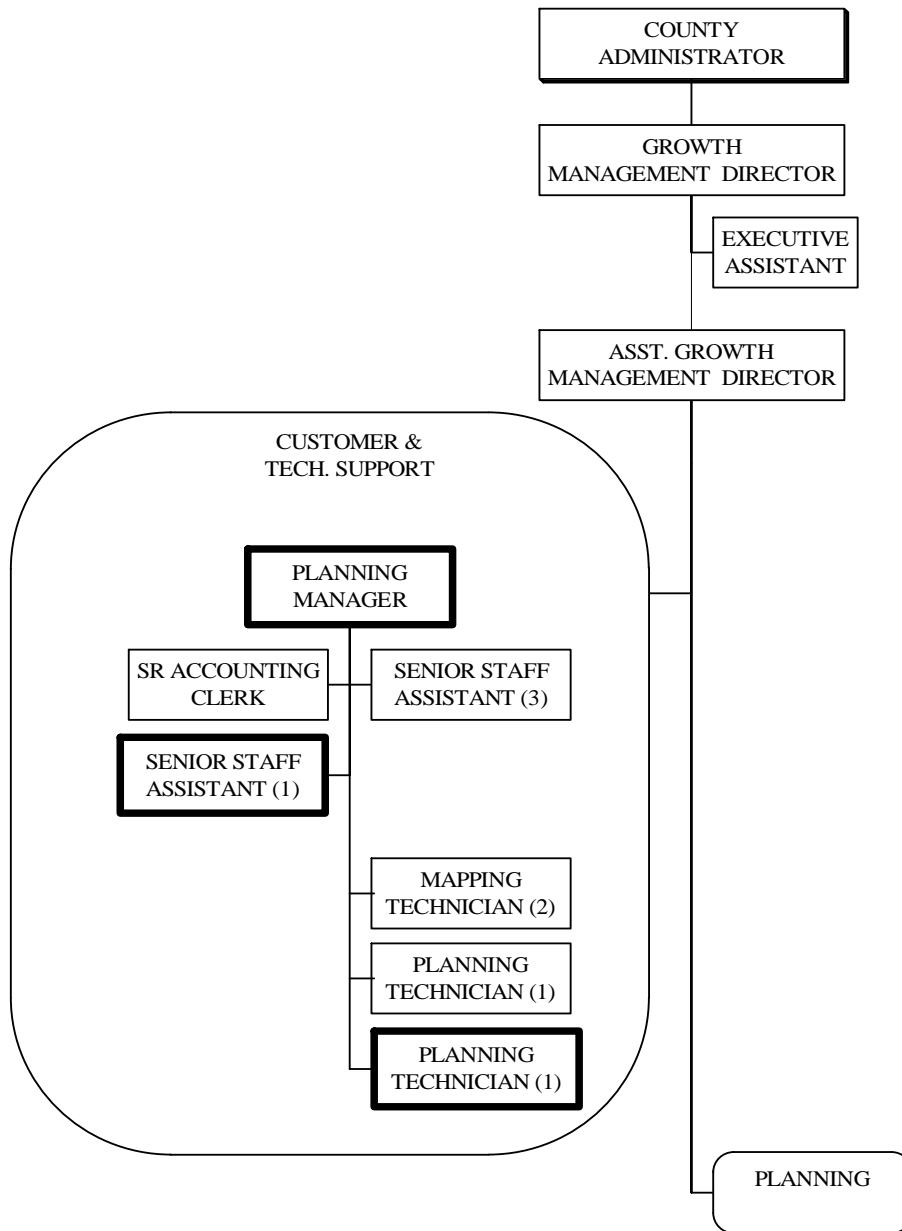 COUNTY
ADMINISTRATOR
GROWTH
MANAGEMENT DIRECTOR
EXECUTIVE
ASSISTANT
ASST. GROWTH
MANAGEMENT DIRECTOR
CUSTOMER &
TECH. SUPPORT
PLANNING
MANAGER
SR ACCOUNTING
CLERK
SENIOR STAFF
ASSISTANT (3)
SENIOR STAFF
ASSISTANT (1)
MAPPING
TECHNICIAN (2)
PLANNING
TECHNICIAN (1)
PLANNING
TECHNICIAN (1)
PLANNING